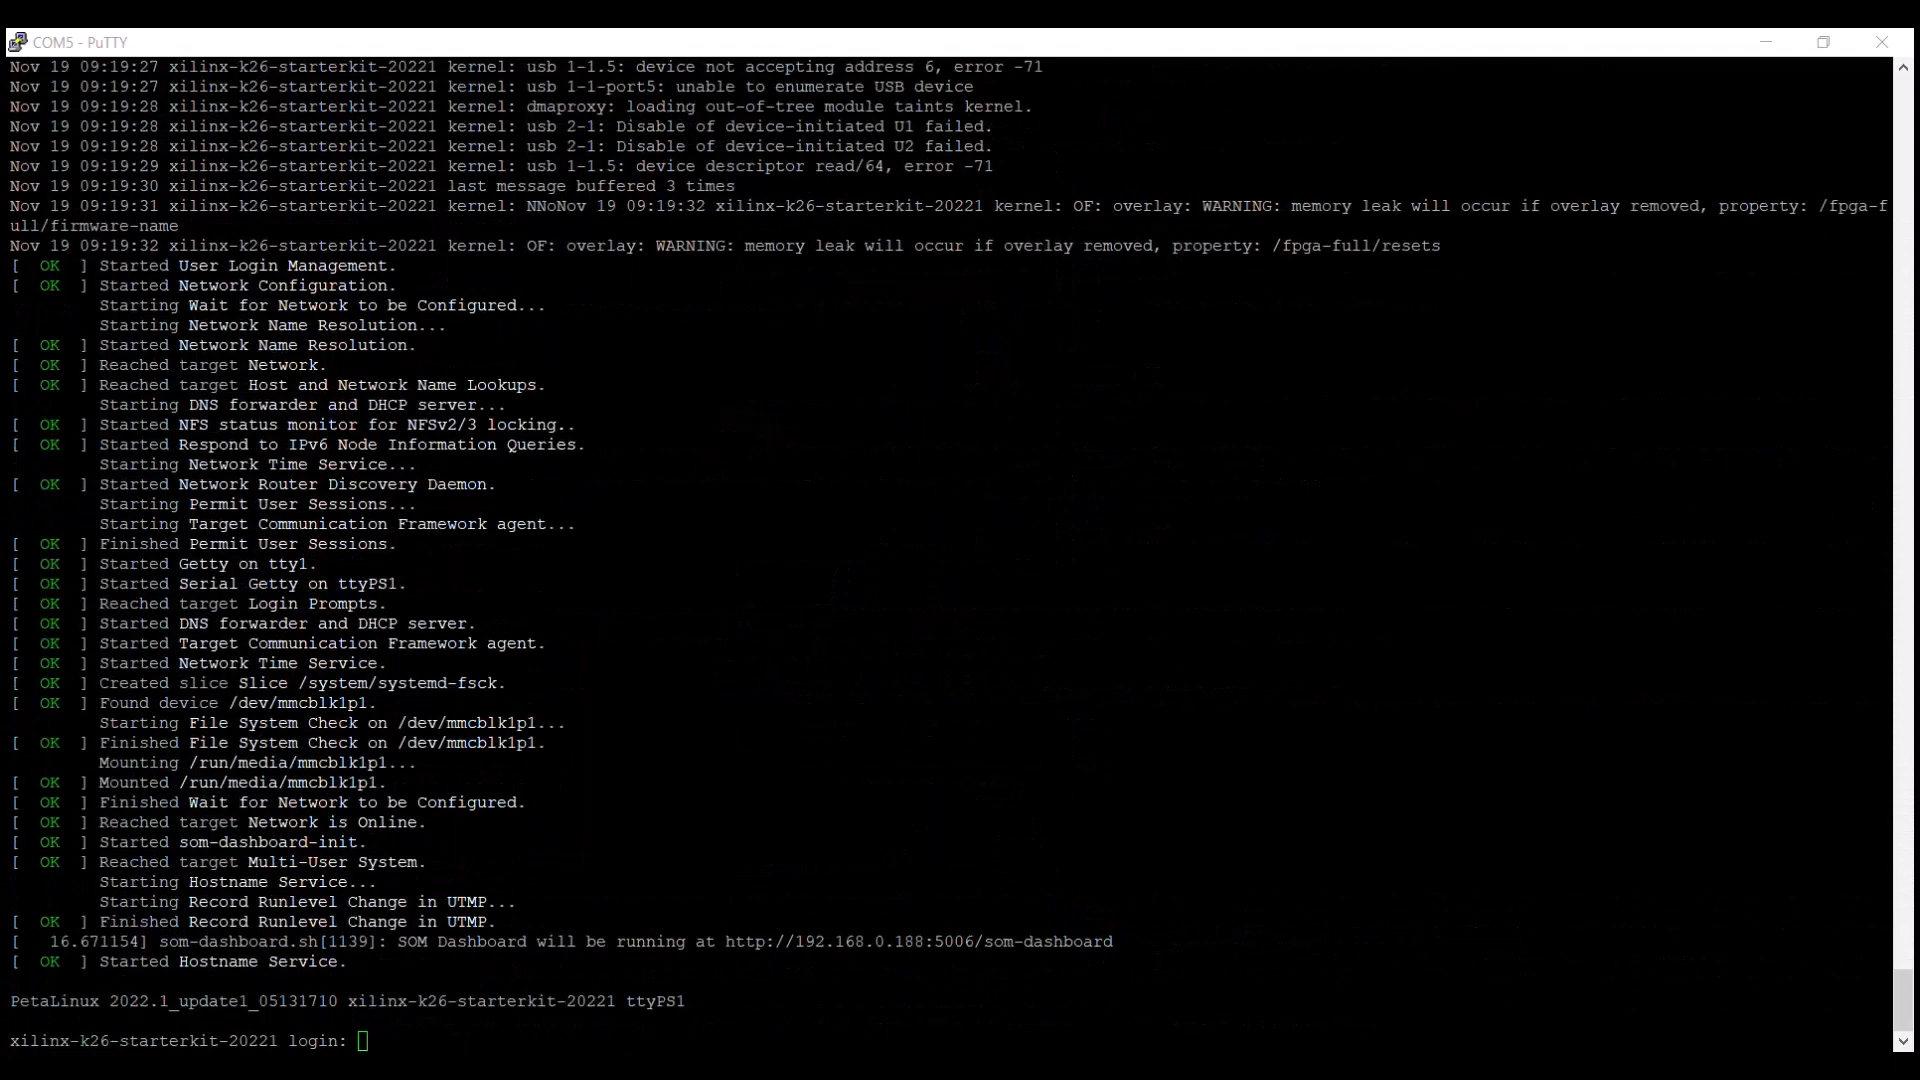 COM5 - PuTTY
Nov 19 09:19:27 xilinx-k26-starterkit-20221 kernel: usb 1-1.5: device not accepting address 6, error -71
Nov 19 09:19:27 xilinx-k26-starterkit-20221 kernel: usb 1-1-port5: unable to enumerate USB device
Nov 19 09:19:28 xilinx-k26-starterkit-20221 kernel: dmaproxy: loading out-of-tree module taints kernel.
Nov 19 09:19:28 xilinx-k26-starterkit-20221 kernel: usb 2-1: Disable of device-initiated U1 failed.
Nov 19 09:19:28 xilinx-k26-starterkit-20221 kernel: usb 2-1: Disable of device-initiated U2 failed.
Nov 19 09:19:29 xilinx-k26-starterkit-20221 kernel: usb 1-1.5: device descriptor read/64, error -71
Nov 19 09:19:30 xilinx-k26-starterkit-20221 last message buffered 3 times
Nov 19 09:19:31 xilinx-k26-starterkit-20221 kernel: NNoNov 19 09:19:32 xilinx-k26-starterkit-20221 kernel: OF: overlay: WARNING: memory leak will occur if overlay removed, property: /fpga-f
ull/firmware-name
Nov 19 09:19:32 xilinx-k26-starterkit-20221 kernel: OF: overlay: WARNING: memory leak will occur if overlay removed, property: /fpga-full/resets
[  OK  ] Started User Login Management.
[  OK  ] Started Network Configuration.
         Starting Wait for Network to be Configured...
         Starting Network Name Resolution...
[  OK  ] Started Network Name Resolution.
[  OK  ] Reached target Network.
[  OK  ] Reached target Host and Network Name Lookups.
         Starting DNS forwarder and DHCP server...
[  OK  ] Started NFS status monitor for NFSv2/3 locking..
[  OK  ] Started Respond to IPv6 Node Information Queries.
         Starting Network Time Service...
[  OK  ] Started Network Router Discovery Daemon.
         Starting Permit User Sessions...
         Starting Target Communication Framework agent...
[  OK  ] Finished Permit User Sessions.
[  OK  ] Started Getty on tty1.
[  OK  ] Started Serial Getty on ttyPS1.
[  OK  ] Reached target Login Prompts.
[  OK  ] Started DNS forwarder and DHCP server.
[  OK  ] Started Target Communication Framework agent.
[  OK  ] Started Network Time Service.
[  OK  ] Created slice Slice /system/systemd-fsck.
[  OK  ] Found device /dev/mmcblk1p1.
         Starting File System Check on /dev/mmcblk1p1...
[  OK  ] Finished File System Check on /dev/mmcblk1p1.
         Mounting /run/media/mmcblk1p1...
[  OK  ] Mounted /run/media/mmcblk1p1.
[  OK  ] Finished Wait for Network to be Configured.
[  OK  ] Reached target Network is Online.
[  OK  ] Started som-dashboard-init.
[  OK  ] Reached target Multi-User System.
         Starting Hostname Service...
         Starting Record Runlevel Change in UTMP...
[  OK  ] Finished Record Runlevel Change in UTMP.
[   16.671154] som-dashboard.sh[1139]: SOM Dashboard will be running at http://192.168.0.188:5006/som-dashboard
[  OK  ] Started Hostname Service.
PetaLinux 2022.1_update1_05131710 xilinx-k26-starterkit-20221 ttyPS1
xilinx-k26-starterkit-20221 login: